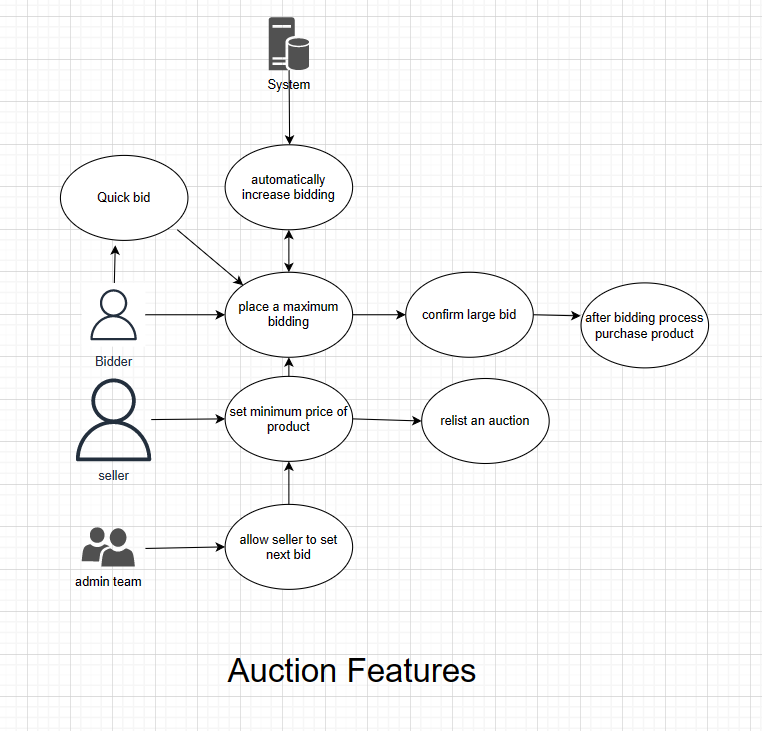 System
automatically
increase bidding
Quick bid
place a maximum
bidding
confirm large bid
after bidding process
purchase product
Bidder
set minimum price of
product
relist an auction
seller
allow seller to set
next bid
admin team
Auction Features